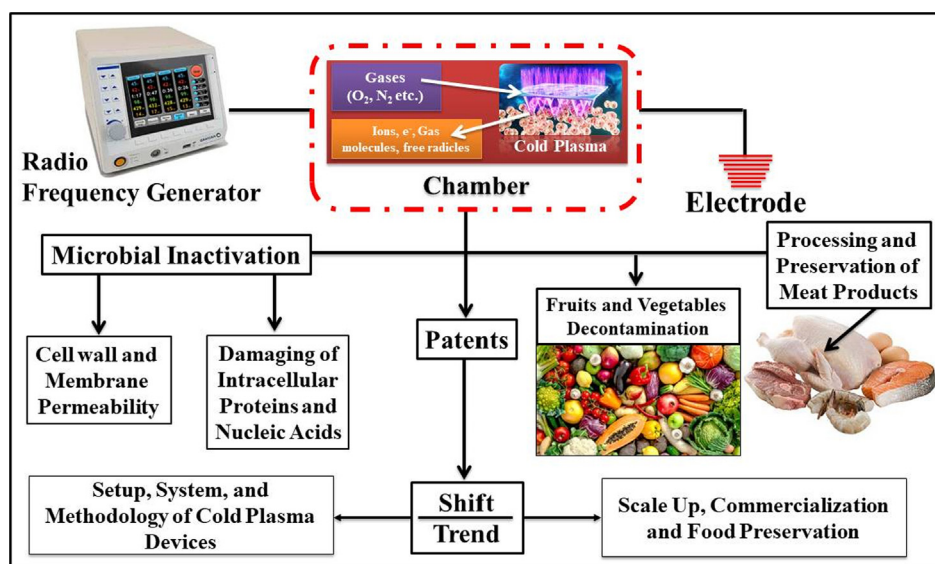 Gases
(O₂, N₂ etc.)
Ions, e⁻, Gas
molecules, free radicles
Cold Plasma
Radio
Frequency Generator
Chamber
Electrode
Microbial Inactivation
Processing and
Preservation of
Meat Products
Fruits and Vegetables
Decontamination
Patents
Cell wall and
Membrane
Permeability
Damaging of
Intracellular
Proteins and
Nucleic Acids
Setup, System, and
Methodology of Cold Plasma
Devices
Shift
Trend
Scale Up, Commercialization
and Food Preservation